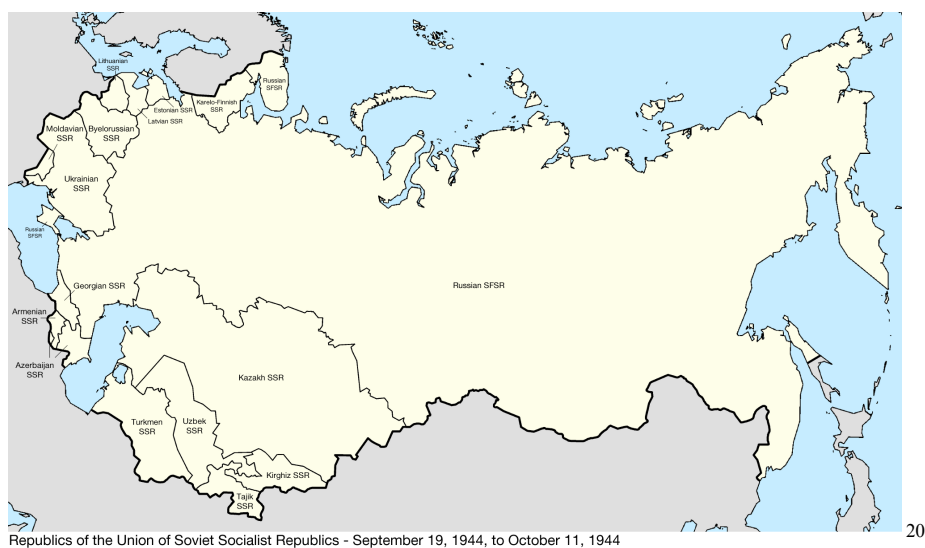 Lithuanian
SSR
Russian
SFSR
Karelo-Finnish
SSR
Estonian SSR
Latvian SSR
Moldavian
SSR
Byelorussian
SSR
Ukrainian
SSR
Russian
SFSR
Georgian SSR
Russian SFSR
Armenian
SSR
Azerbaijan
SSR
Kazakh SSR
Turkmen
SSR
Uzbek
SSR
Kirghiz SSR
Tajik
SSR
20
Republics of the Union of Soviet Socialist Republics - September 19, 1944, to October 11, 1944